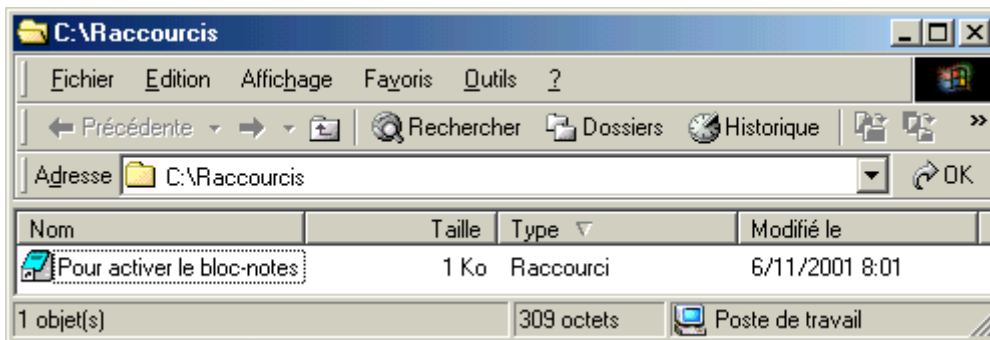 C:\Raccourcis
Fichier Edition Affichage Favoris Outils ?
Précédente Rechercher Dossiers Historique »
Adresse C:\Raccourcis OK
Nom Taille Type Modifié le
Pour activer le bloc-notes 1 Ko Raccourci 6/11/2001 8:01
1 objet(s) 309 octets Poste de travail